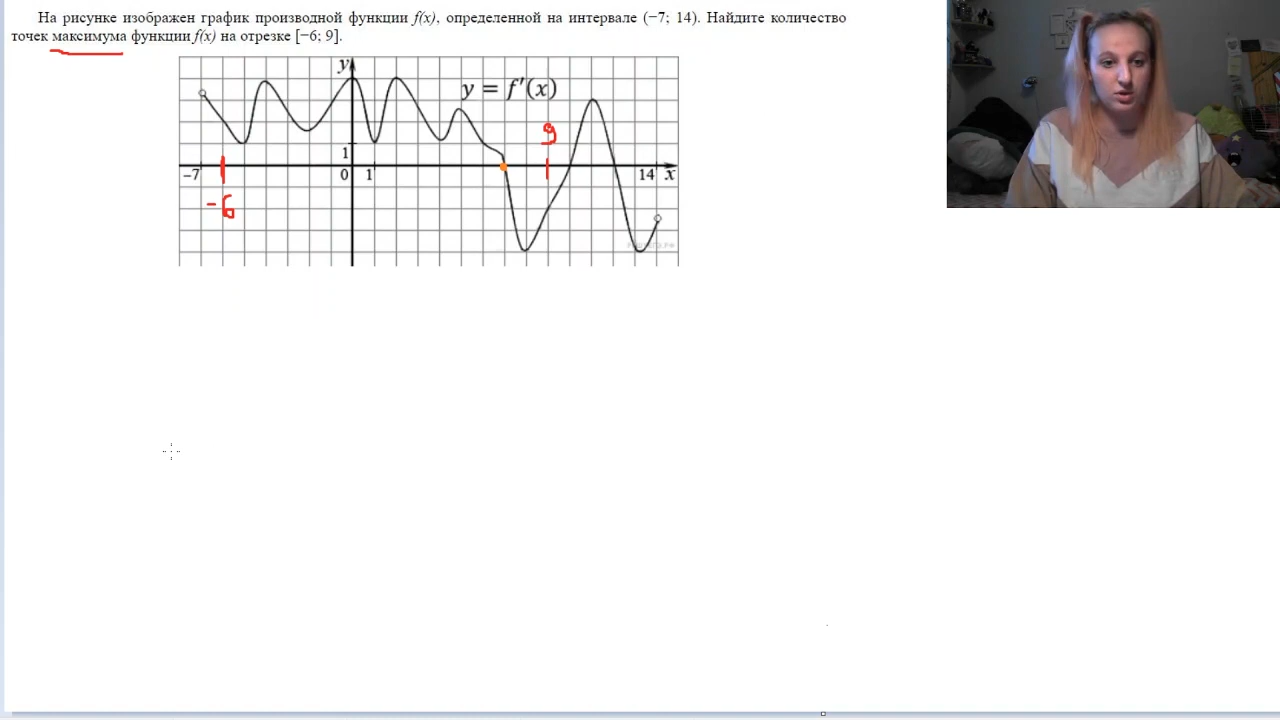 На рисунке изображен график производной функции f(x), определенной на интервале (−7; 14). Найдите количество
точек максимума функции f(x) на отрезке [−6; 9].
y
y = f′(x)
9
1
−7
0
1
14
x
−6